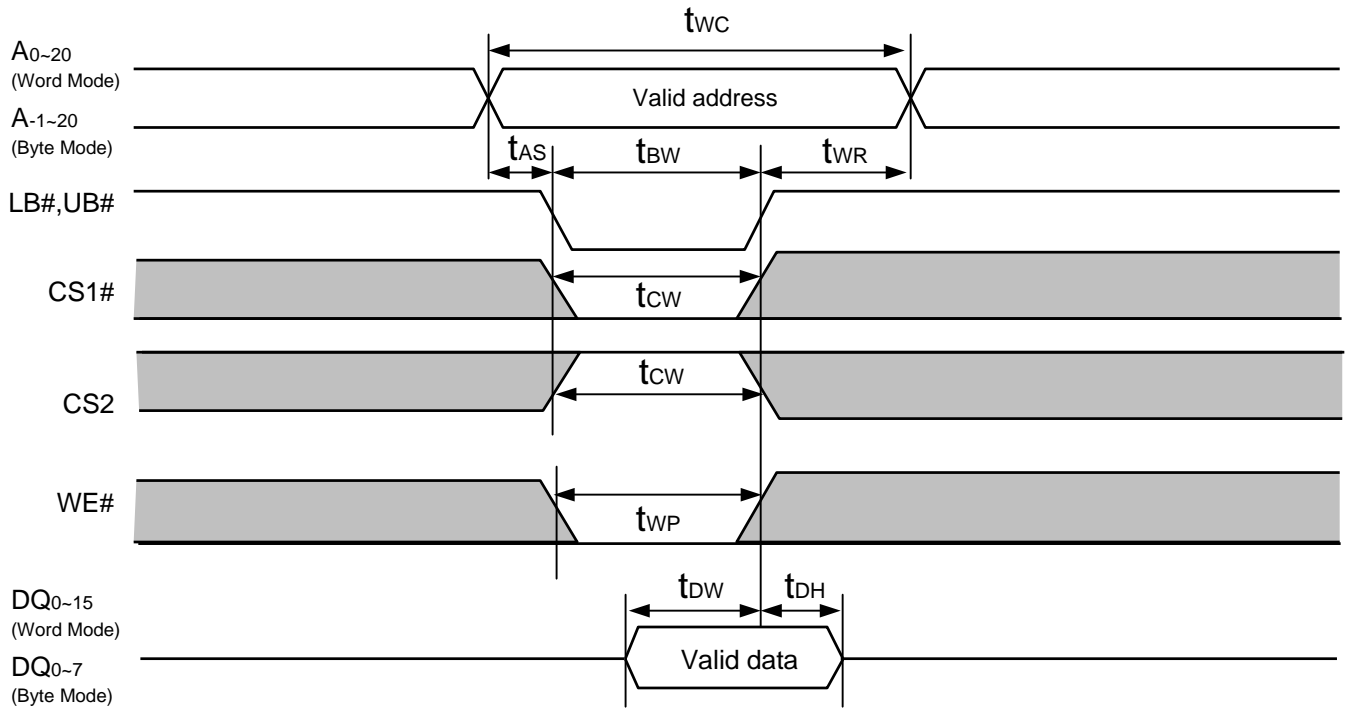 tWC
A0~20
(Word Mode)
Valid address
A-1~20
(Byte Mode)
tAS
tBW
tWR
LB#,UB#
CS1#
tCW
tCW
CS2
WE#
tWP
tDW
tDH
DQ0~15
(Word Mode)
Valid data
DQ0~7
(Byte Mode)